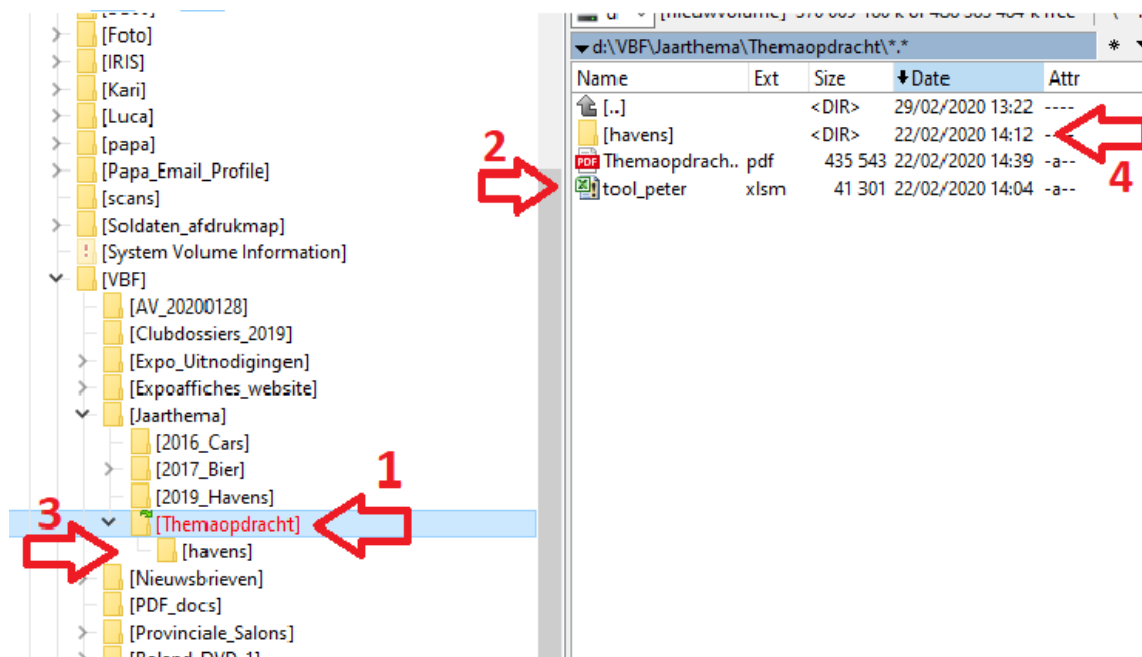 [Foto]
[IRIS]
[Kari]
[Luca]
[papa]
[Papa_Email_Profile]
[scans]
[Soldaten_afdrukmap]
[System Volume Information]
[VBF]
[AV_20200128]
[Clubdossiers_2019]
[Expo_Uitnodigingen]
[Expoaffiches_website]
[Jaarthema]
[2016_Cars]
[2017_Bier]
[2019_Havens]
1
3
[Themaopdracht]
[havens]
[Nieuwsbrieven]
[PDF_docs]
[Provinciale_Salons]
d:\VBF\Jaarthema\Themaopdracht\*.* *
Name Ext Size Date Attr
[..] <DIR> 29/02/2020 13:22 ----
[havens] <DIR> 22/02/2020 14:12
2
4
PDF Themaopdrach.. pdf 435 543 22/02/2020 14:39 -a--
tool_peter xlsm 41 301 22/02/2020 14:04 -a--